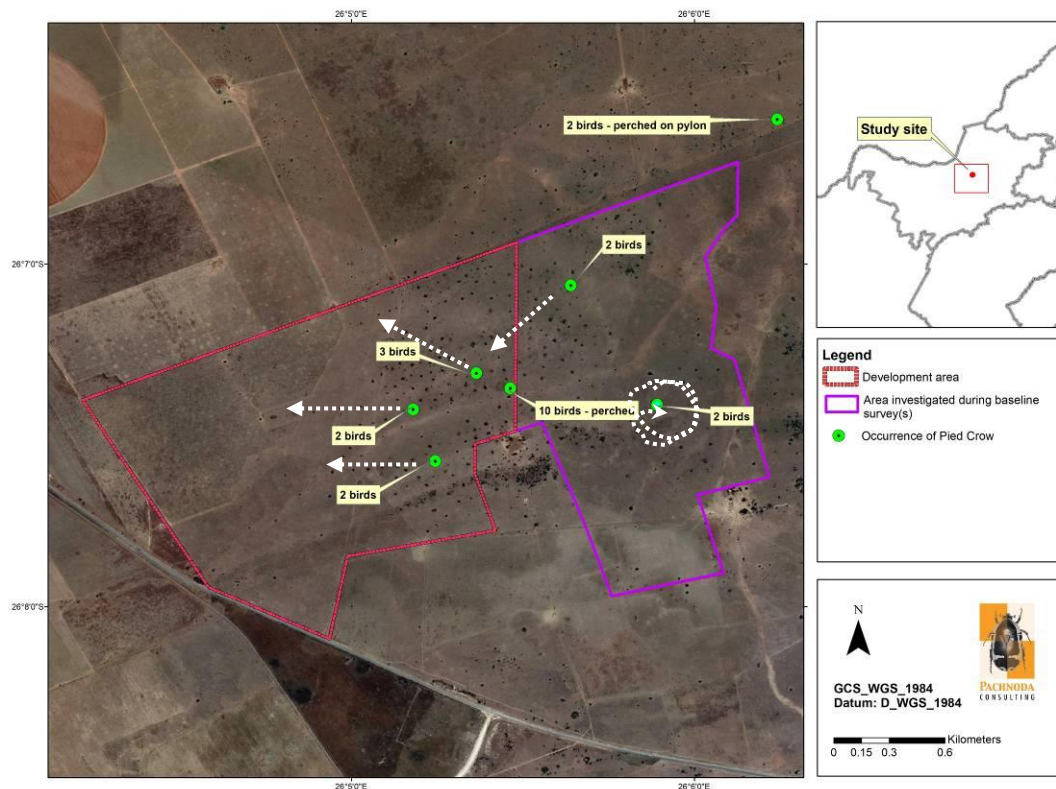 26°5'0"E
26°6'0"E
2 birds - perched on pylon
26°7'0"S
2 birds
3 birds
10 birds - perched
2 birds
2 birds
2 birds
26°8'0"S
26°5'0"E
26°6'0"E
Study site
Legend
Development area
Area investigated during baseline
survey(s)
Occurrence of Pied Crow
N
PACHNODA
CONSULTING
GCS_WGS_1984
Datum: D_WGS_1984
Kilometers
0 0.15 0.3 0.6